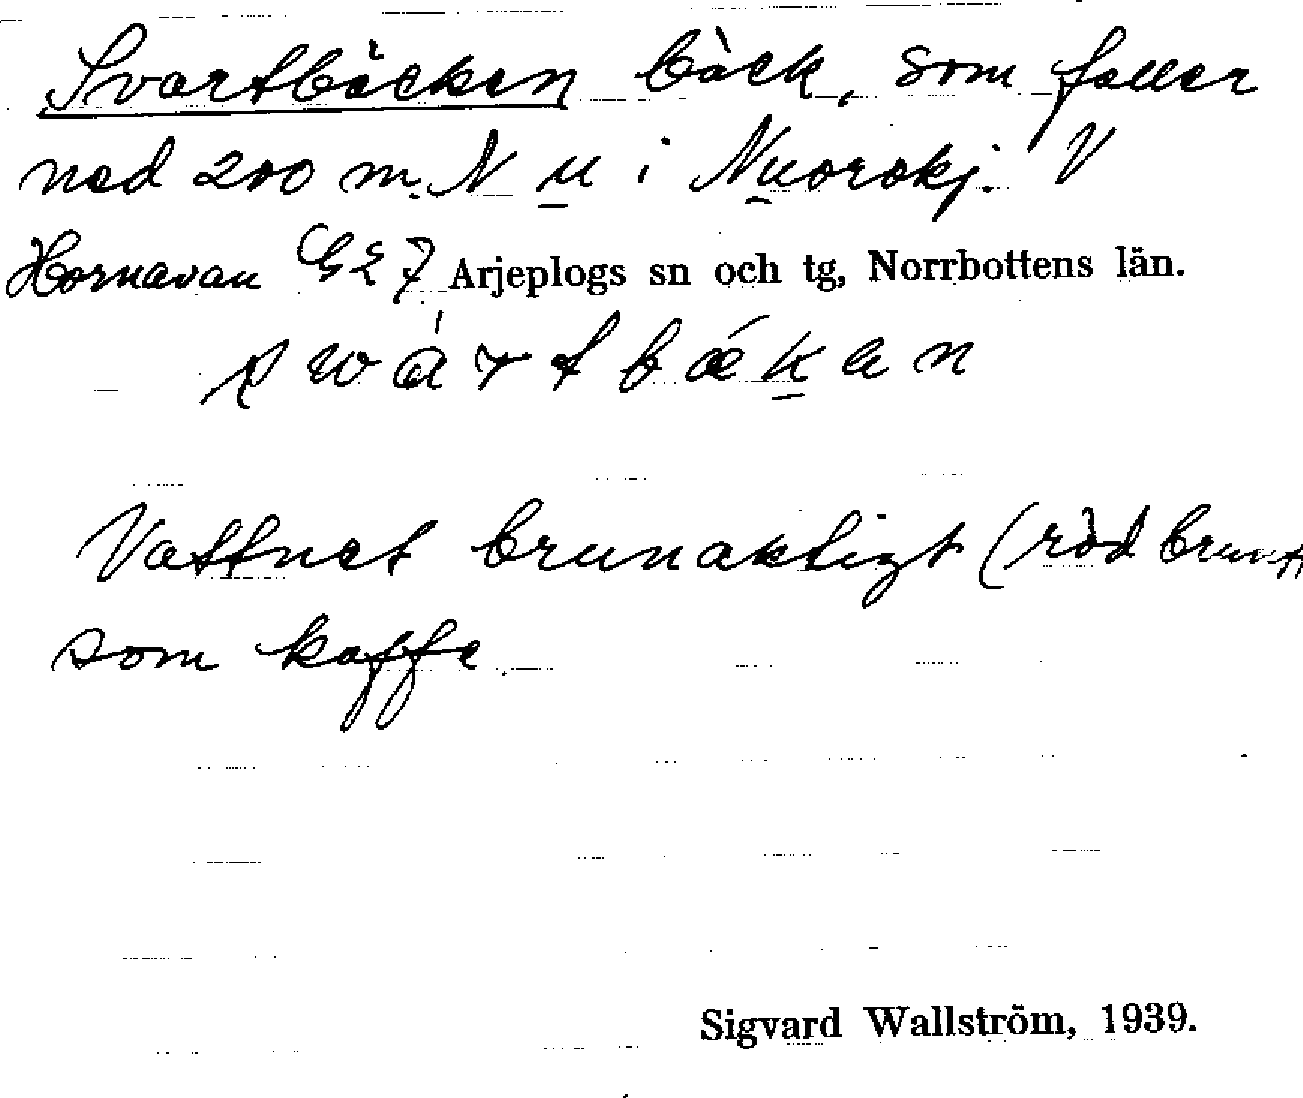 Svartbäcken bäck, som faller
ned 200 m. N u i Nuorokj. V
Hornavan G27 Arjeplogs sn och tg, Norrbottens län.
swártbǽken
Vattnet brunaktigt (rödbrunt
som kaffe
Sigvard Wallström, 1939.